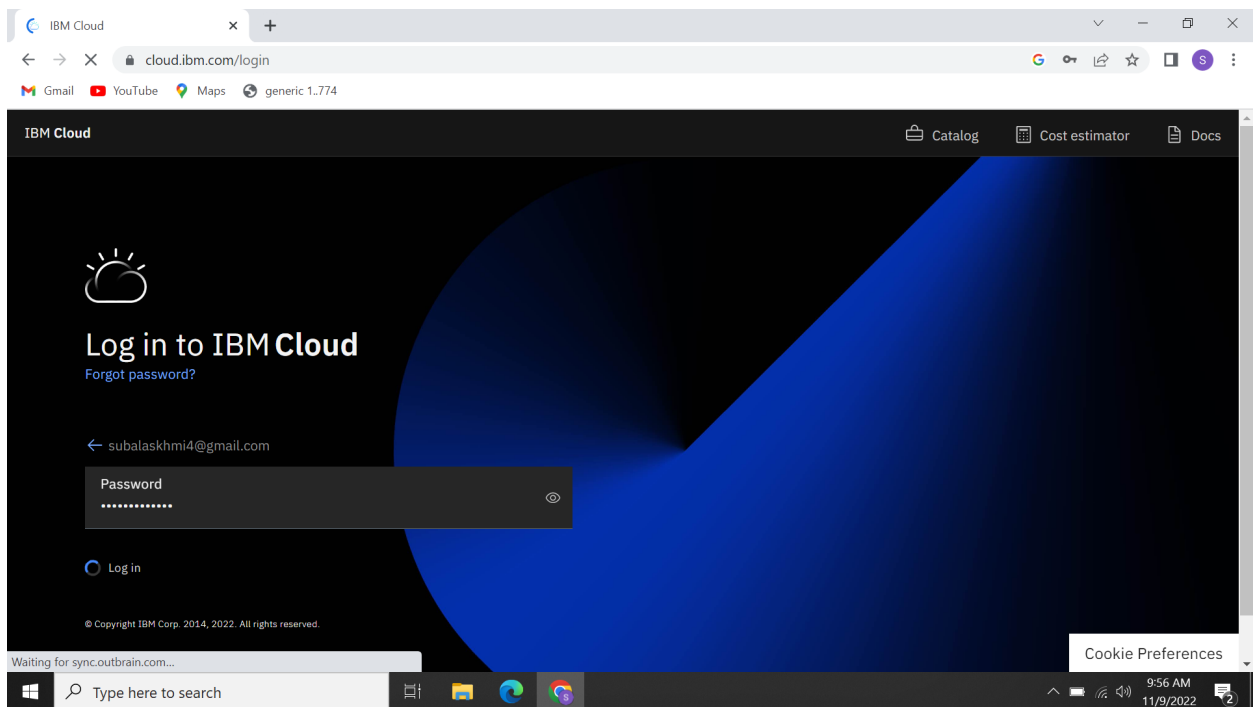 IBM Cloud
cloud.ibm.com/login
G
S
Gmail YouTube Maps generic 1..774
IBM Cloud Catalog Cost estimator Docs
Log in to IBM Cloud
Forgot password?
← subalaskhmi4@gmail.com
Password
•••••••••••••
Log in
© Copyright IBM Corp. 2014, 2022. All rights reserved.
Cookie Preferences
Waiting for sync.outbrain.com...
Type here to search
S
9:56 AM
11/9/2022
2